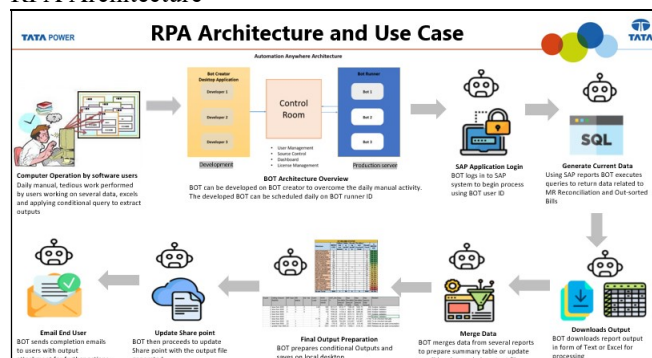 RPA Architecture
TATA POWER
RPA Architecture and Use Case
TATA
Automation Anywhere Architecture
Bot Creator
Desktop Application
Developer 1
Developer 2
Developer 3
Development
Control
Room
• User Management
• Source Control
• Dashboard
• License Management
Bot Runner
Bot 1
Bot 2
Bot 3
Production server
Computer Operation by software users
Daily manual, tedious work performed
by users working on several data, excels
and applying conditional query to extract
outputs
BOT Architecture Overview
BOT can be developed on BOT creator to overcome the daily manual activity.
The developed BOT can be scheduled daily on BOT runner ID
SAP Application Login
BOT logs in to SAP
system to begin process
using BOT user ID
SQL
Generate Current Data
Using SAP reports BOT executes
queries to return data related to
MR Reconciliation and Out-sorted
Bills
Email End User
BOT sends completion emails
to users with output
Update Share point
BOT then proceeds to update
Share point with the output file
Final Output Preparation
BOT prepares conditional Outputs and
saves on local desktop
Merge Data
BOT merges data from several reports
to prepare summary table or update
Downloads Output
BOT downloads report output
in form of Text or Excel for
processing